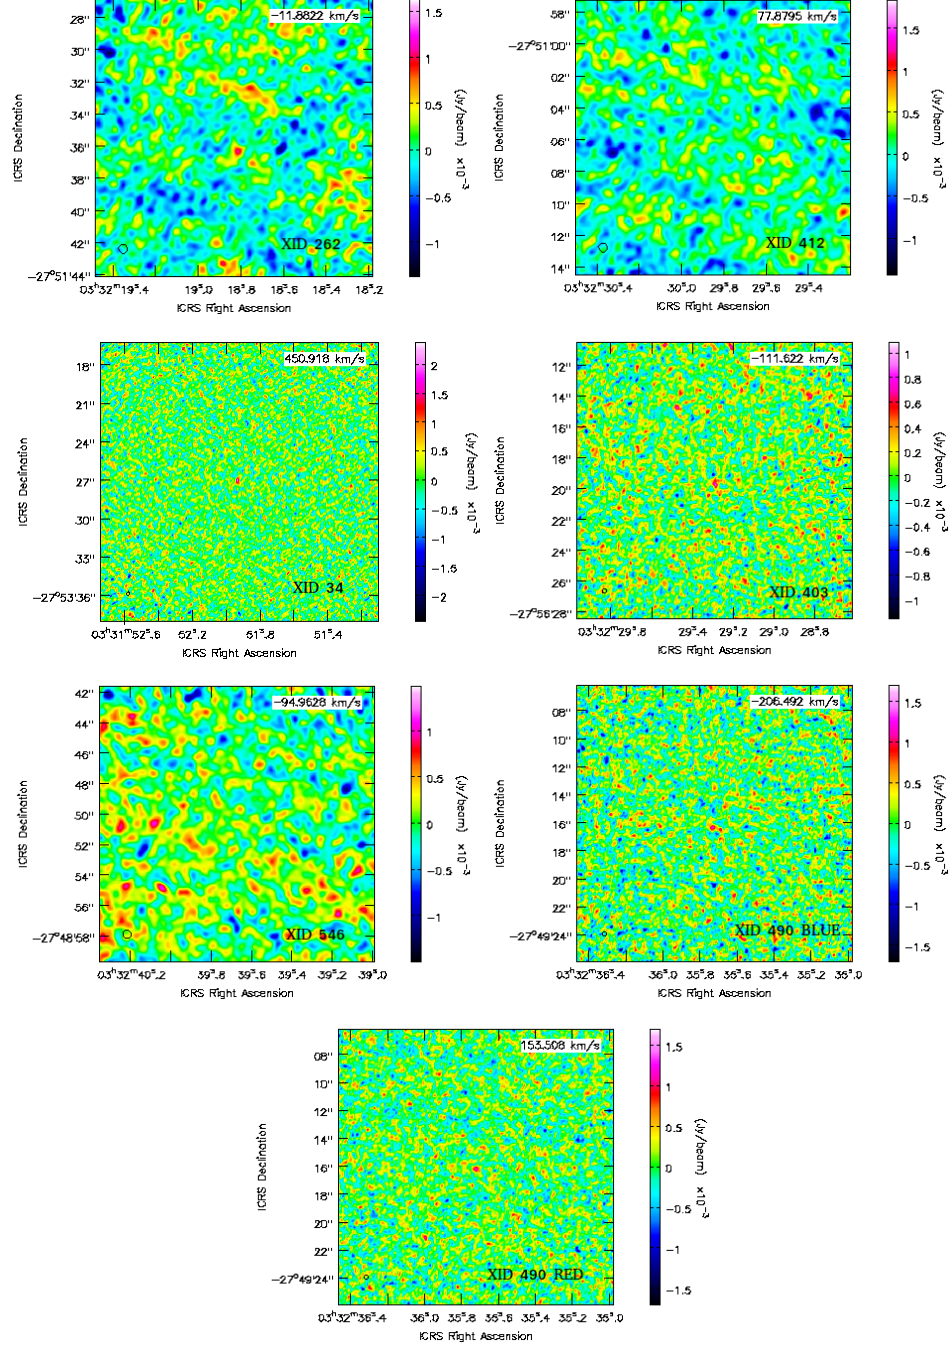 28''
30''
32''
34''
36''
38''
40''
42''
−27°51'44''
ICRS Declination
−11.8822 km/s
XID 262
03ʰ32ᵐ19ˢ.4
19ˢ.0
18ˢ.8
18ˢ.6
18ˢ.4
18ˢ.2
ICRS Right Ascension
1.5
1
0.5
0
−0.5
−1
(Jy/beam) ×10⁻³
58''
−27°51'00''
02''
04''
06''
08''
10''
12''
14''
ICRS Declination
77.8795 km/s
XID 412
03ʰ32ᵐ30ˢ.4
30ˢ.0
29ˢ.8
29ˢ.6
29ˢ.4
ICRS Right Ascension
1.5
1
0.5
0
−0.5
−1
(Jy/beam) ×10⁻³
18''
21''
24''
27''
30''
33''
−27°53'36''
ICRS Declination
450.918 km/s
XID 34
03ʰ31ᵐ52ˢ.6
52ˢ.2
51ˢ.8
51ˢ.4
ICRS Right Ascension
2
1.5
1
0.5
0
−0.5
−1
−1.5
−2
(Jy/beam) ×10⁻³
12''
14''
16''
18''
20''
22''
24''
26''
−27°56'28''
ICRS Declination
−111.622 km/s
XID 403
03ʰ32ᵐ29ˢ.8
29ˢ.4
29ˢ.2
29ˢ.0
28ˢ.8
ICRS Right Ascension
1
0.8
0.6
0.4
0.2
0
−0.2
−0.4
−0.6
−0.8
−1
(Jy/beam) ×10⁻³
42''
44''
46''
48''
50''
52''
54''
56''
−27°48'58''
ICRS Declination
−94.9628 km/s
XID 546
03ʰ32ᵐ40ˢ.2
39ˢ.8
39ˢ.6
39ˢ.4
39ˢ.2
39ˢ.0
ICRS Right Ascension
1
0.5
0
−0.5
−1
(Jy/beam) ×10⁻³
08''
10''
12''
14''
16''
18''
20''
22''
−27°49'24''
ICRS Declination
−206.492 km/s
XID 490 BLUE
03ʰ32ᵐ36ˢ.4
36ˢ.0
35ˢ.8
35ˢ.6
35ˢ.4
35ˢ.2
35ˢ.0
ICRS Right Ascension
1.5
1
0.5
0
−0.5
−1
−1.5
(Jy/beam) ×10⁻³
08''
10''
12''
14''
16''
18''
20''
22''
−27°49'24''
ICRS Declination
153.508 km/s
XID 490 RED
03ʰ32ᵐ36ˢ.4
36ˢ.0
35ˢ.8
35ˢ.6
35ˢ.4
35ˢ.2
35ˢ.0
ICRS Right Ascension
1.5
1
0.5
0
−0.5
−1
−1.5
(Jy/beam) ×10⁻³